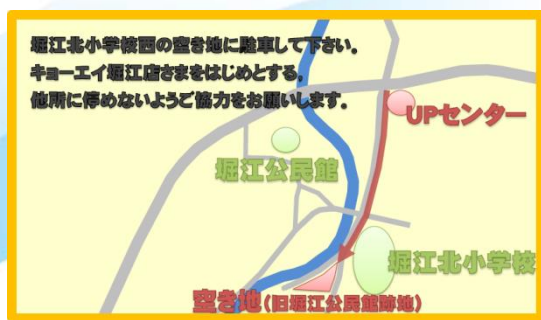 堀江北小学校西の空き地に駐車して下さい。
キョーエイ堀江店さまをはじめとする、
他所に停めないようご協力をお願いします。
UPセンター
堀江公民館
堀江北小学校
空き地(旧堀江公民館跡地)